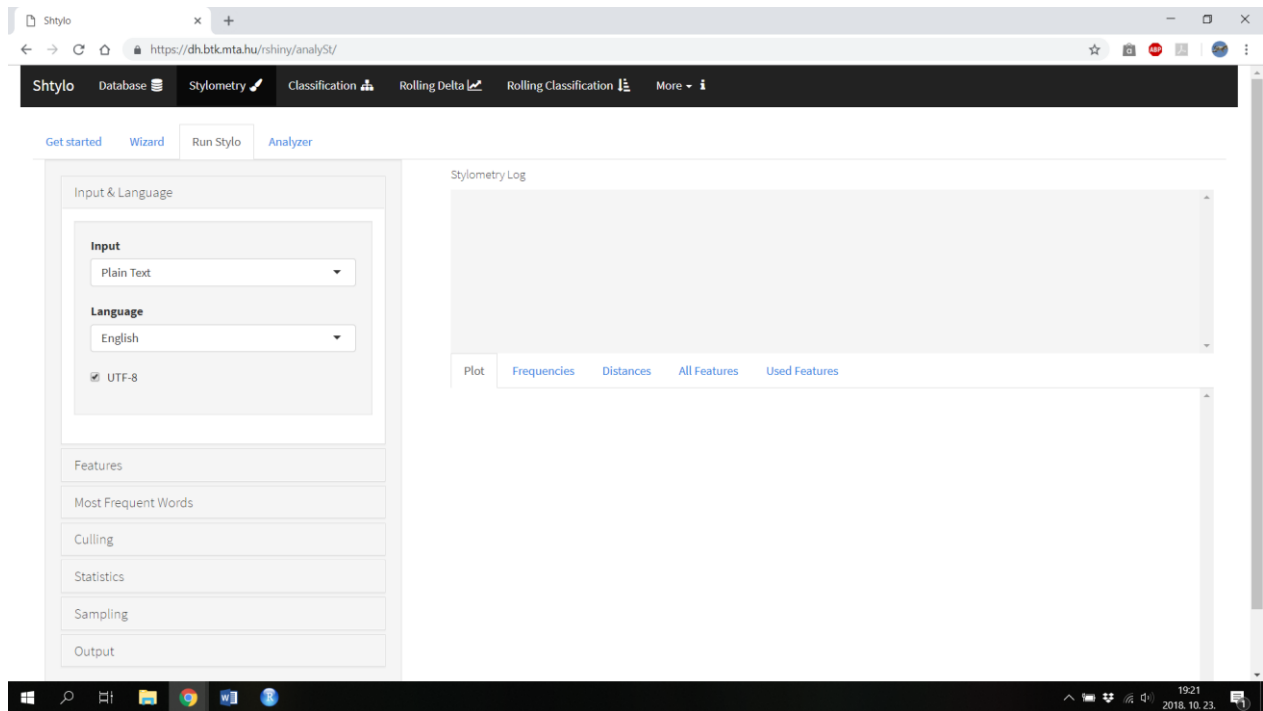 Shtylo
https://dh.btk.mta.hu/rshiny/analySt/
ABP
Shtylo Database Stylometry Classification Rolling Delta Rolling Classification More
Get started Wizard Run Stylo Analyzer
Input & Language
Input
Plain Text
Language
English
UTF-8
Features
Most Frequent Words
Culling
Statistics
Sampling
Output
Stylometry Log
Plot Frequencies Distances All Features Used Features
19:21
2018. 10. 23.